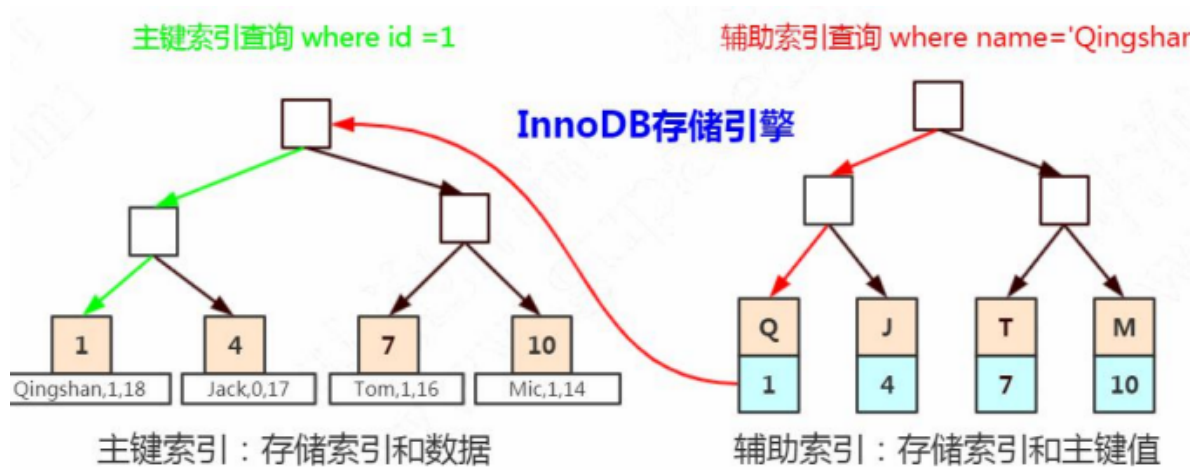 主键索引查询 where id =1
辅助索引查询 where name='Qingshan
InnoDB存储引擎
1
4
7
10
Qingshan,1,18
Jack,0,17
Tom,1,16
Mic,1,14
Q
J
T
M
1
4
7
10
主键索引：存储索引和数据
辅助索引：存储索引和主键值